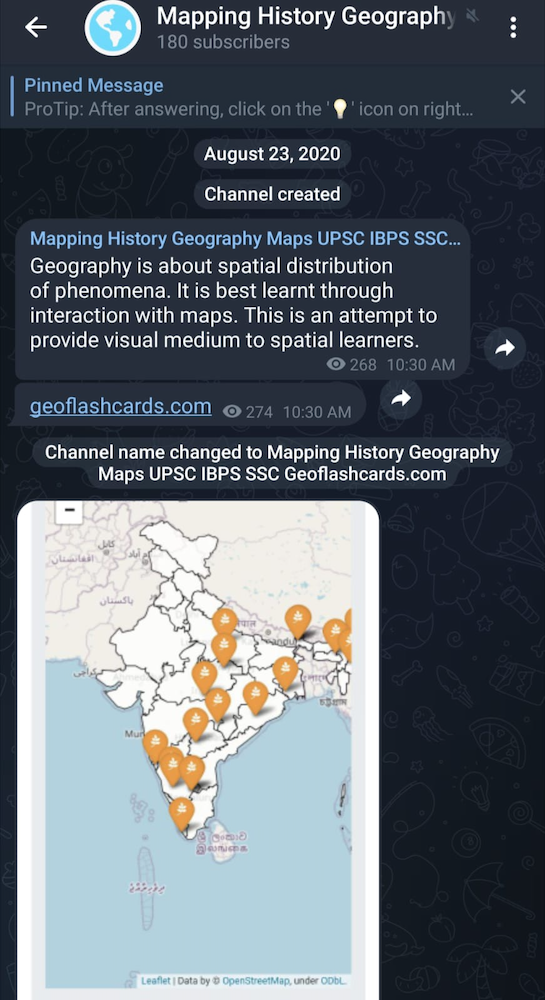 Mapping History Geography
180 subscribers
Pinned Message
ProTip: After answering, click on the '💡' icon on right...
August 23, 2020
Channel created
Mapping History Geography Maps UPSC IBPS SSC...
Geography is about spatial distribution
of phenomena. It is best learnt through
interaction with maps. This is an attempt to
provide visual medium to spatial learners.
268 10:30 AM
geoflashcards.com 274 10:30 AM
Channel name changed to Mapping History Geography
Maps UPSC IBPS SSC Geoflashcards.com
−
کابل
افغانستان
پاکستان
کراچی
नेपाल
ලංකාව
இலங்கை
Leaflet | Data by © OpenStreetMap, under ODbL.